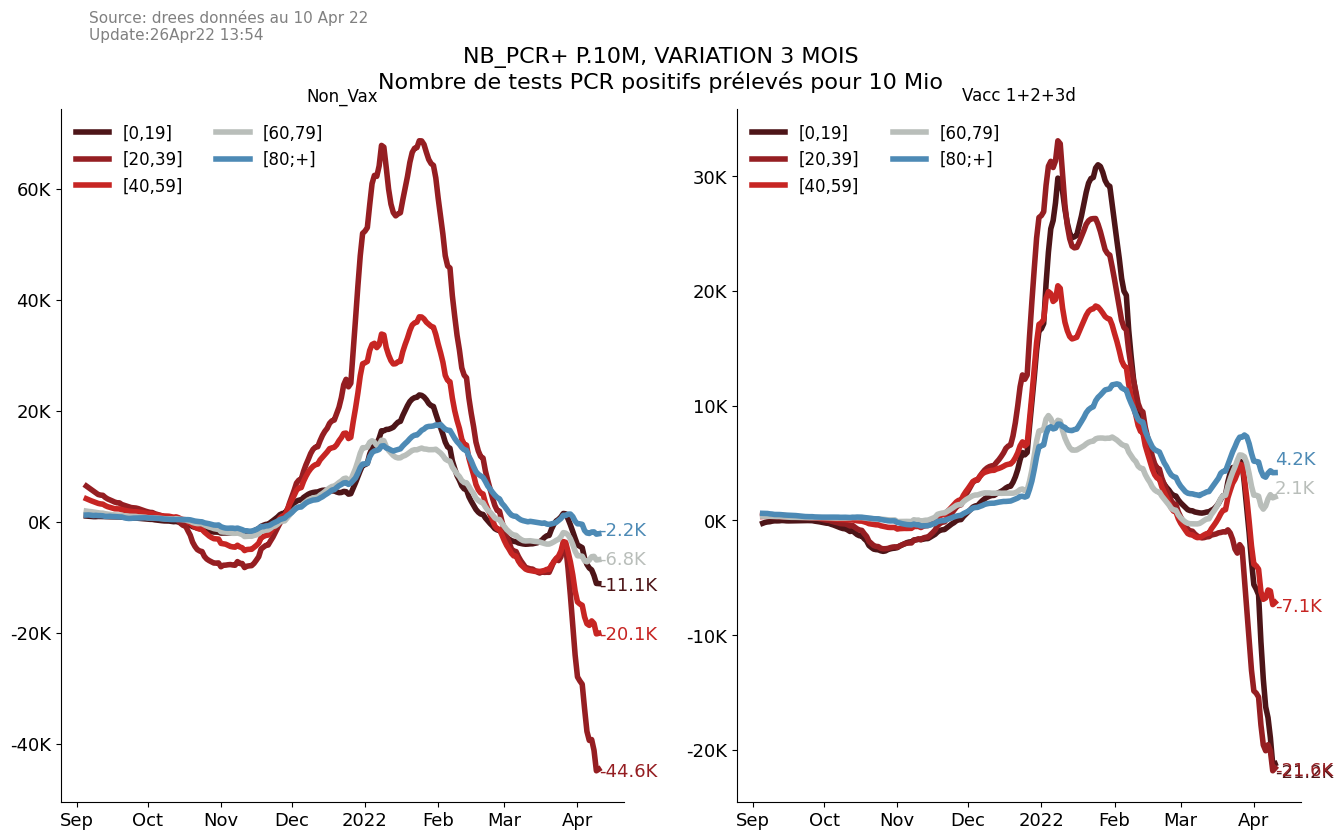 Source: drees données au 10 Apr 22
Update:26Apr22 13:54
NB_PCR+ P.10M, VARIATION 3 MOIS
Nombre de tests PCR positifs prélevés pour 10 Mio
Non_Vax
[0,19]
[20,39]
[40,59]
[60,79]
[80;+]
60K
40K
20K
0K
-20K
-40K
-2.2K
-6.8K
-11.1K
-20.1K
-44.6K
Sep Oct Nov Dec 2022 Feb Mar Apr
Vacc 1+2+3d
[0,19]
[20,39]
[40,59]
[60,79]
[80;+]
30K
20K
10K
0K
-10K
-20K
4.2K
2.1K
-7.1K
-21.6K
-21.2K
Sep Oct Nov Dec 2022 Feb Mar Apr